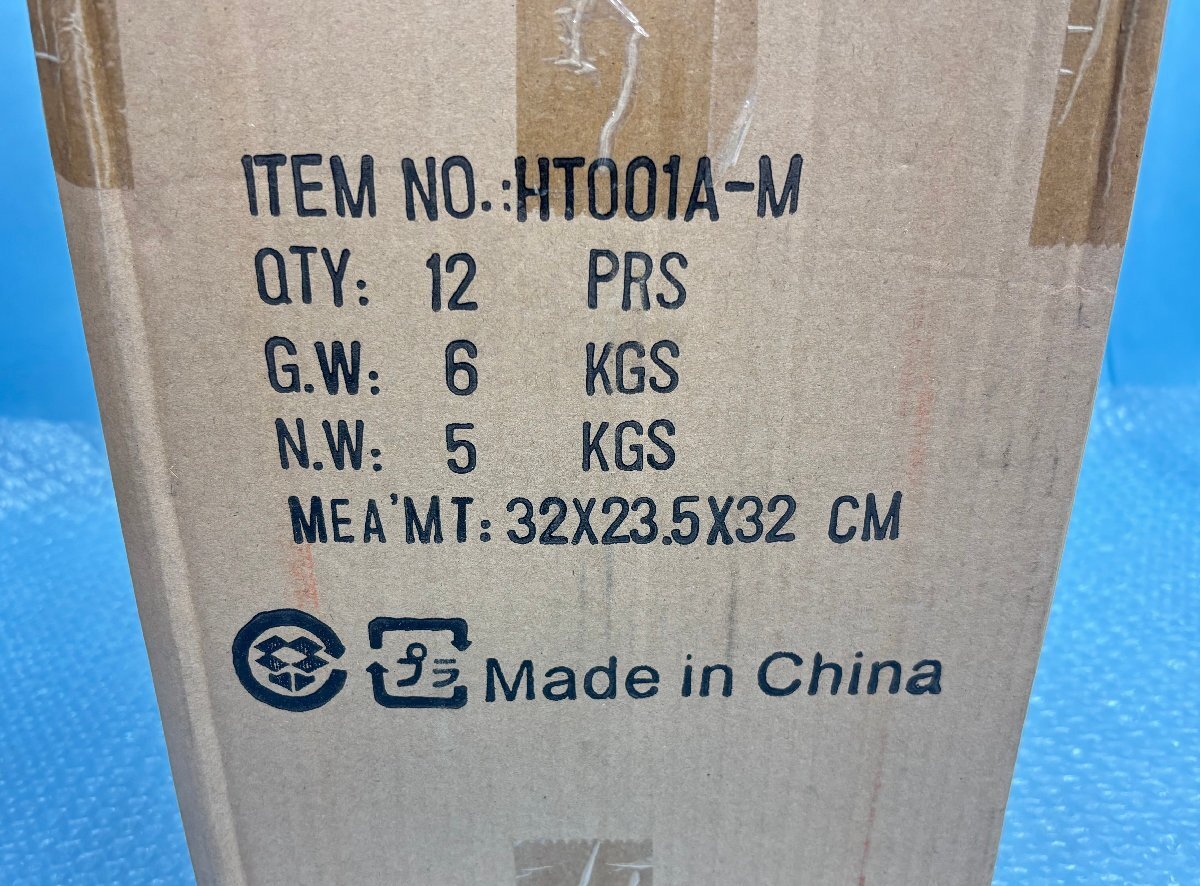 ITEM NO.:HT001A-M
QTY: 12 PRS
G.W: 6 KGS
N.W: 5 KGS
MEA'MT: 32X23.5X32 CM
プラ Made in China